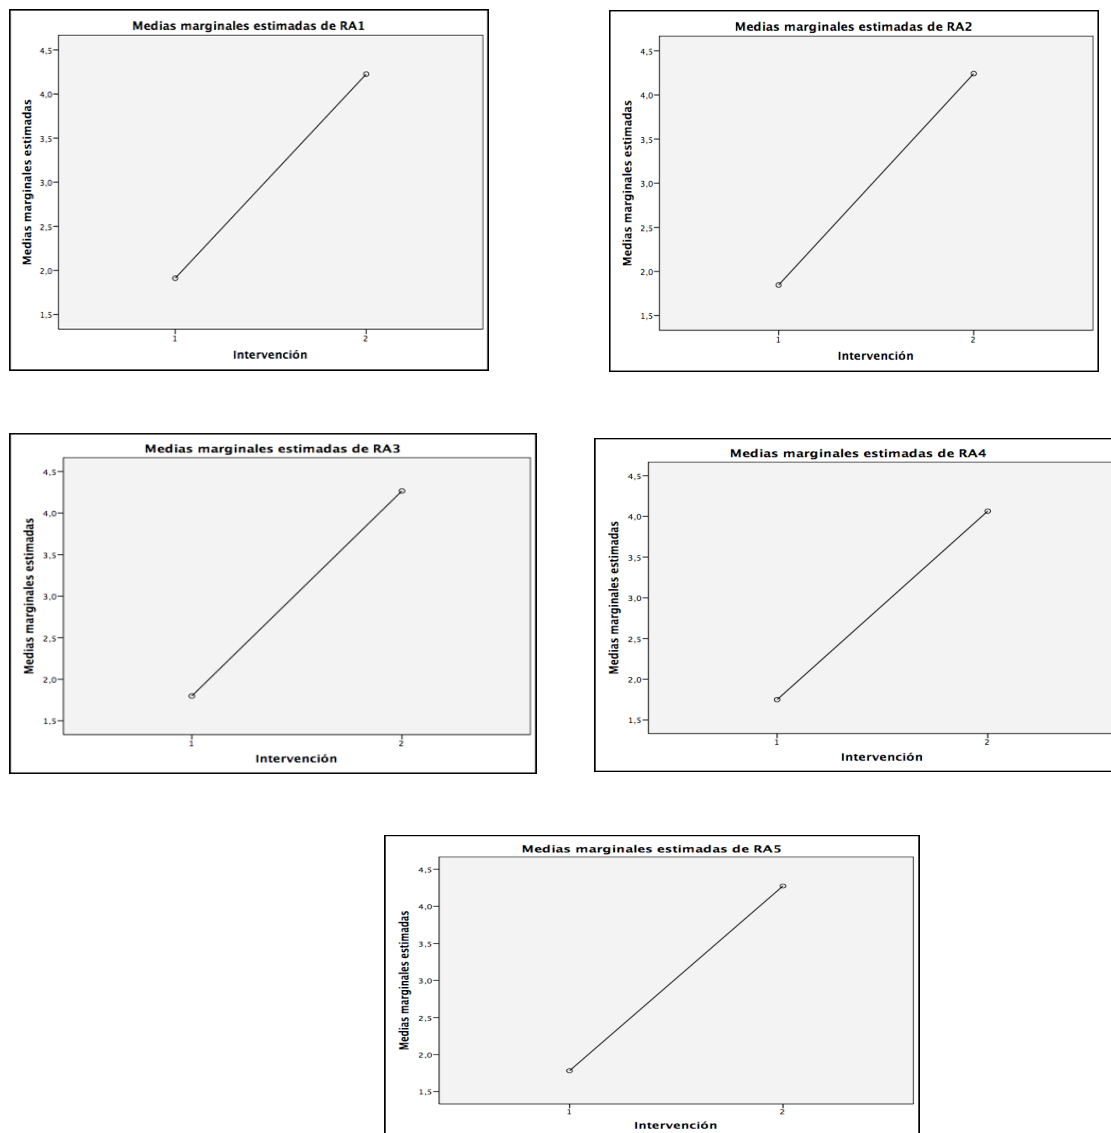 Medias marginales estimadas de RA1
Medias marginales estimadas
4,5
4,0
3,5
3,0
2,5
2,0
1,5
1 2
Intervención
Medias marginales estimadas de RA2
Medias marginales estimadas
4,5
4,0
3,5
3,0
2,5
2,0
1,5
1 2
Intervención
Medias marginales estimadas de RA3
Medias marginales estimadas
4,5
4,0
3,5
3,0
2,5
2,0
1,5
1 2
Intervención
Medias marginales estimadas de RA4
Medias marginales estimadas
4,5
4,0
3,5
3,0
2,5
2,0
1,5
1 2
Intervención
Medias marginales estimadas de RA5
Medias marginales estimadas
4,5
4,0
3,5
3,0
2,5
2,0
1,5
1 2
Intervención